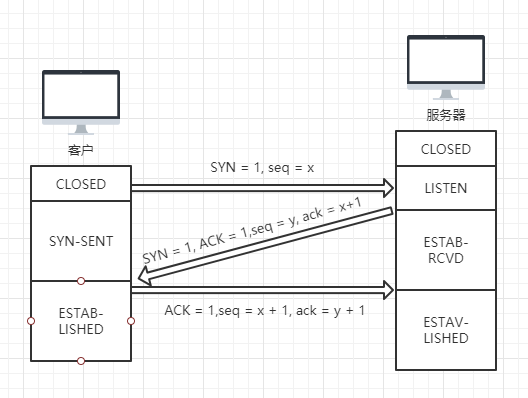 客户
服务器
CLOSED
SYN-SENT
ESTAB-
LISHED
SYN = 1, seq = x
SYN = 1, ACK = 1,seq = y, ack = x+1
ACK = 1,seq = x + 1, ack = y + 1
CLOSED
LISTEN
ESTAB-
RCVD
ESTAV-
LISHED